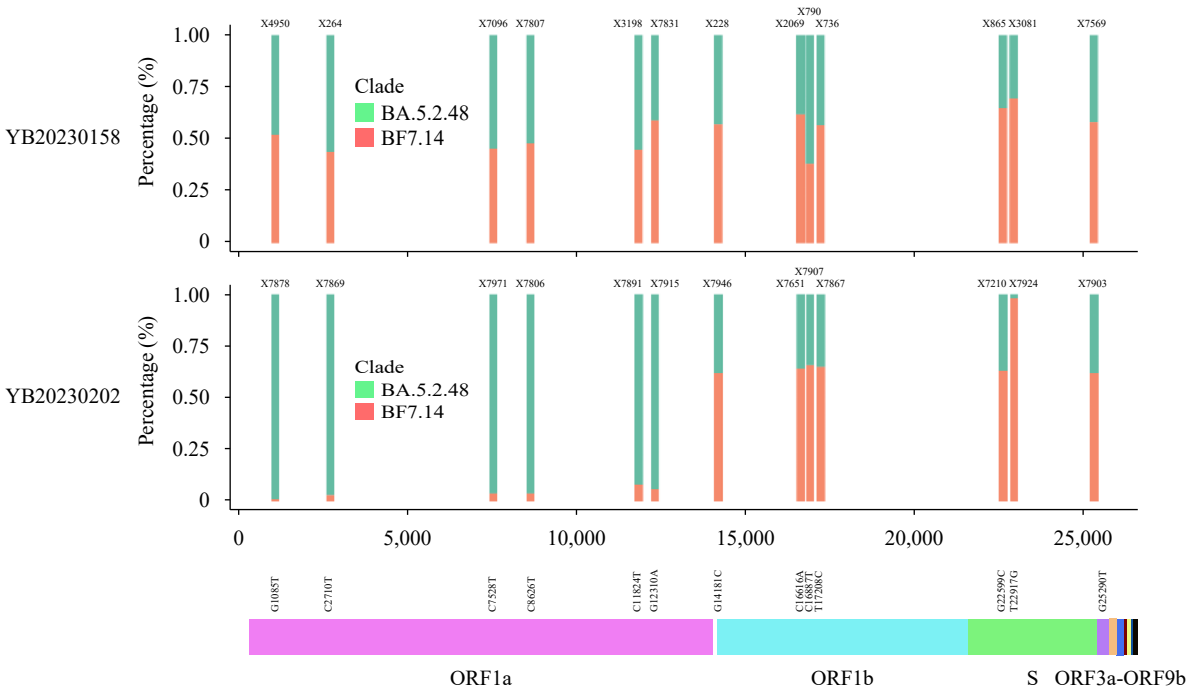 X790
X4950 X264 X7096 X7807 X3198 X7831 X228 X2069 X736 X865 X3081 X7569
YB20230158
Percentage (%)
1.00
0.75
0.50
0.25
0
Clade
BA.5.2.48
BF7.14
X7907
X7878 X7869 X7971 X7806 X7891 X7915 X7946 X7651 X7867 X7210 X7924 X7903
YB20230202
Percentage (%)
1.00
0.75
0.50
0.25
0
Clade
BA.5.2.48
BF7.14
0 5,000 10,000 15,000 20,000 25,000
G1085T
C2710T
C7528T
C8626T
C11824T
G12310A
G14181C
C16616A
C16887T
T17208C
G22599C
T22917G
G25290T
ORF1a ORF1b S ORF3a-ORF9b